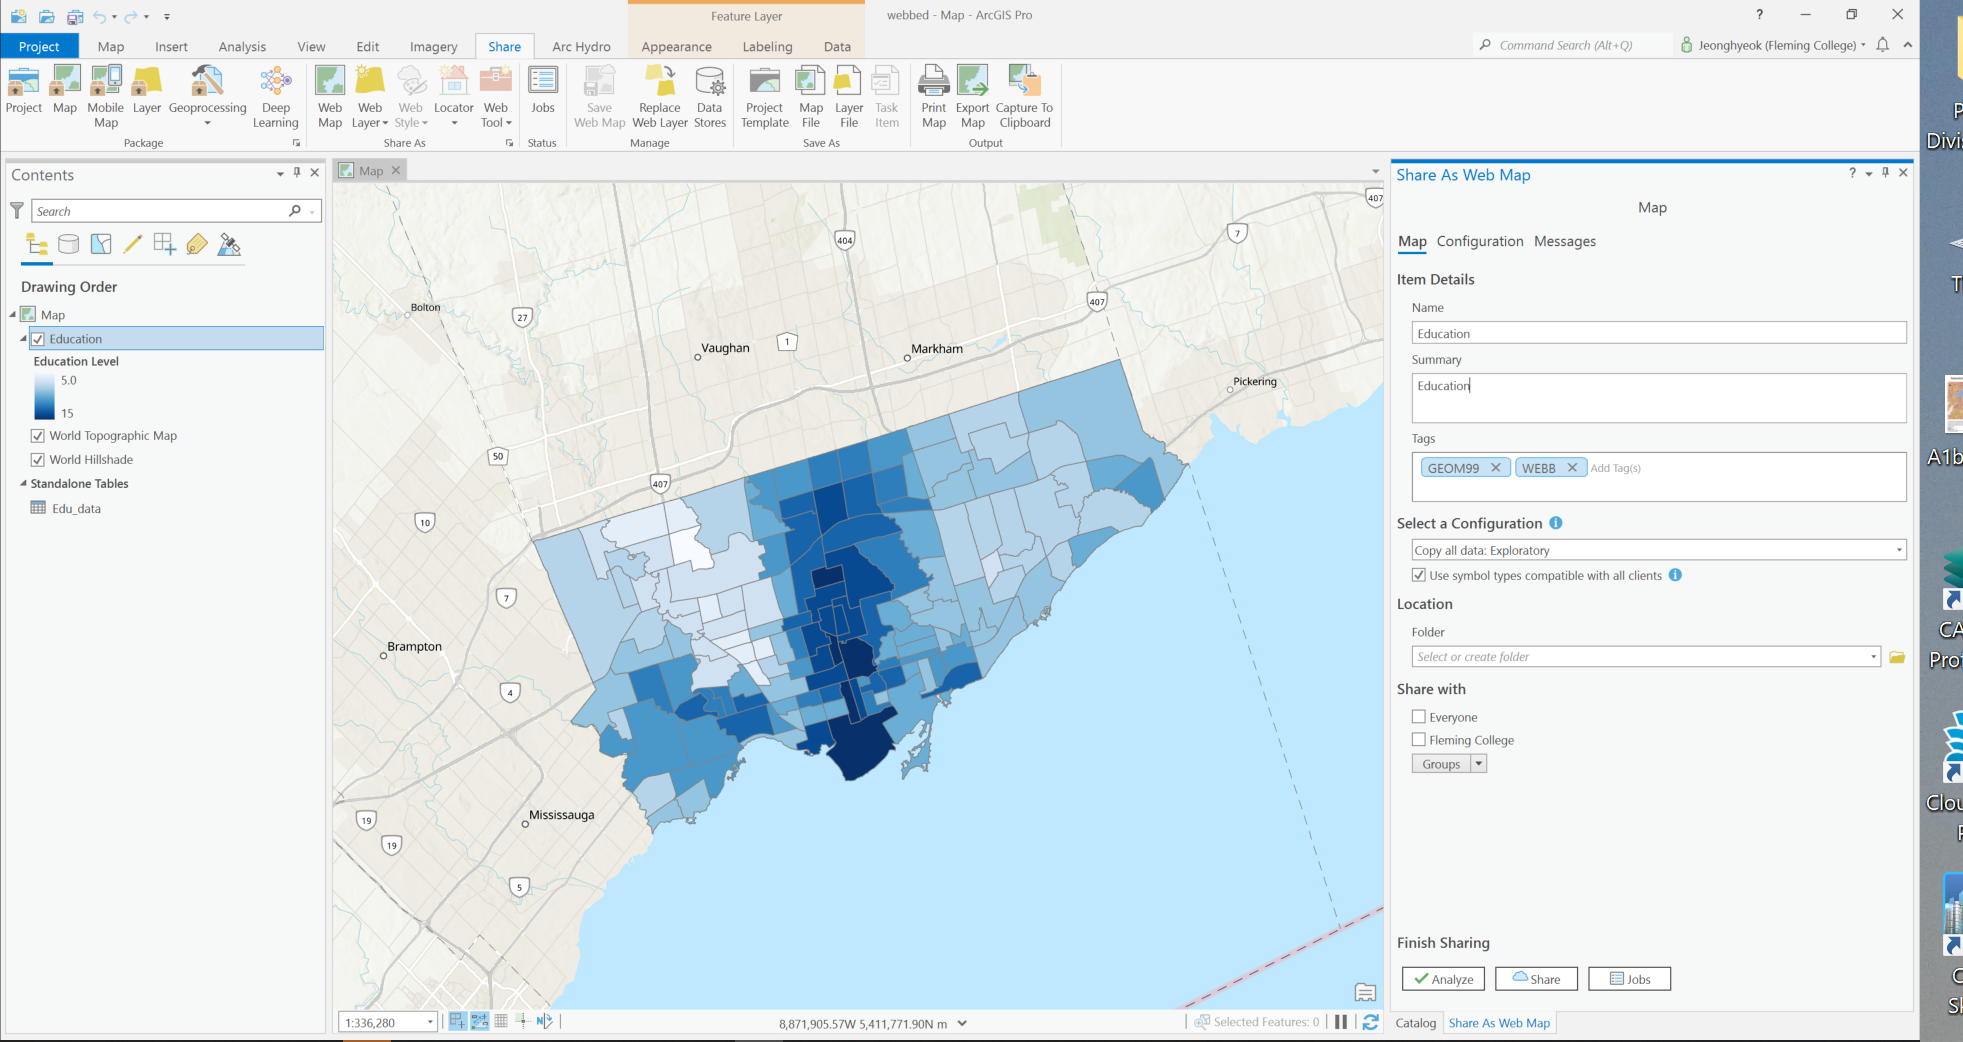 Feature Layer
webbed - Map - ArcGIS Pro
?
Project
Map
Insert
Analysis
View
Edit
Imagery
Share
Arc Hydro
Appearance
Labeling
Data
Command Search (Alt+Q)
Jeonghyeok (Fleming College)
Project
Map
Mobile
Map
Layer
Geoprocessing
Deep
Learning
Package
Web
Map
Web
Layer
Web
Style
Locator
Web
Tool
Share As
Jobs
Status
Save
Web Map
Replace
Web Layer
Data
Stores
Manage
Project
Template
Map
File
Layer
File
Task
Item
Save As
Print
Map
Export
Map
Capture To
Clipboard
Output
Contents
Search
Drawing Order
Map
Education
Education Level
5.0
15
World Topographic Map
World Hillshade
Standalone Tables
Edu_data
Map
407
404
7
Bolton
27
407
Vaughan
1
Markham
Pickering
50
407
10
7
Brampton
4
Mississauga
19
19
5
1:336,280
8,871,905.57W 5,411,771.90N m
Selected Features: 0
Share As Web Map
?
Map
Map
Configuration
Messages
Item Details
Name
Education
Summary
Education
Tags
GEOM99
WEBB
Add Tag(s)
Select a Configuration
Copy all data: Exploratory
Use symbol types compatible with all clients
Location
Folder
Select or create folder
Share with
Everyone
Fleming College
Groups
Finish Sharing
Analyze
Share
Jobs
Catalog
Share As Web Map